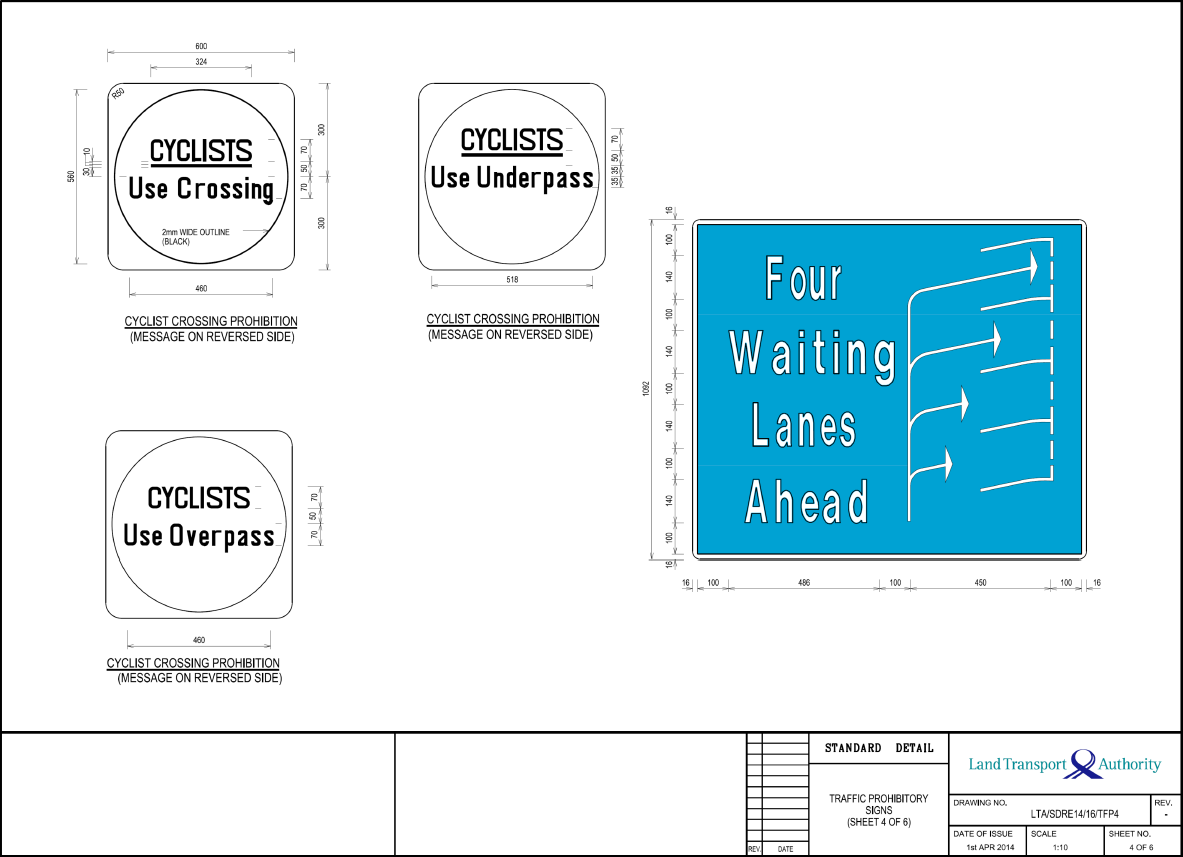 600
324
R50
560
10
30
CYCLISTS
Use Crossing
2mm WIDE OUTLINE
(BLACK)
70
50
70
300
300
460
CYCLIST CROSSING PROHIBITION
(MESSAGE ON REVERSED SIDE)
CYCLISTS
Use Underpass
70
50
35
35
518
CYCLIST CROSSING PROHIBITION
(MESSAGE ON REVERSED SIDE)
CYCLISTS
Use Overpass
70
50
70
460
CYCLIST CROSSING PROHIBITION
(MESSAGE ON REVERSED SIDE)
1092
16
100
140
100
140
100
140
100
140
100
16
Four
Waiting
Lanes
Ahead
16 100 486 100 450 100 16
REV. DATE
STANDARD DETAIL
TRAFFIC PROHIBITORY
SIGNS
(SHEET 4 OF 6)
Land Transport Authority
DRAWING NO.
LTA/SDRE14/16/TFP4
REV.
-
DATE OF ISSUE
1st APR 2014
SCALE
1:10
SHEET NO.
4 OF 6